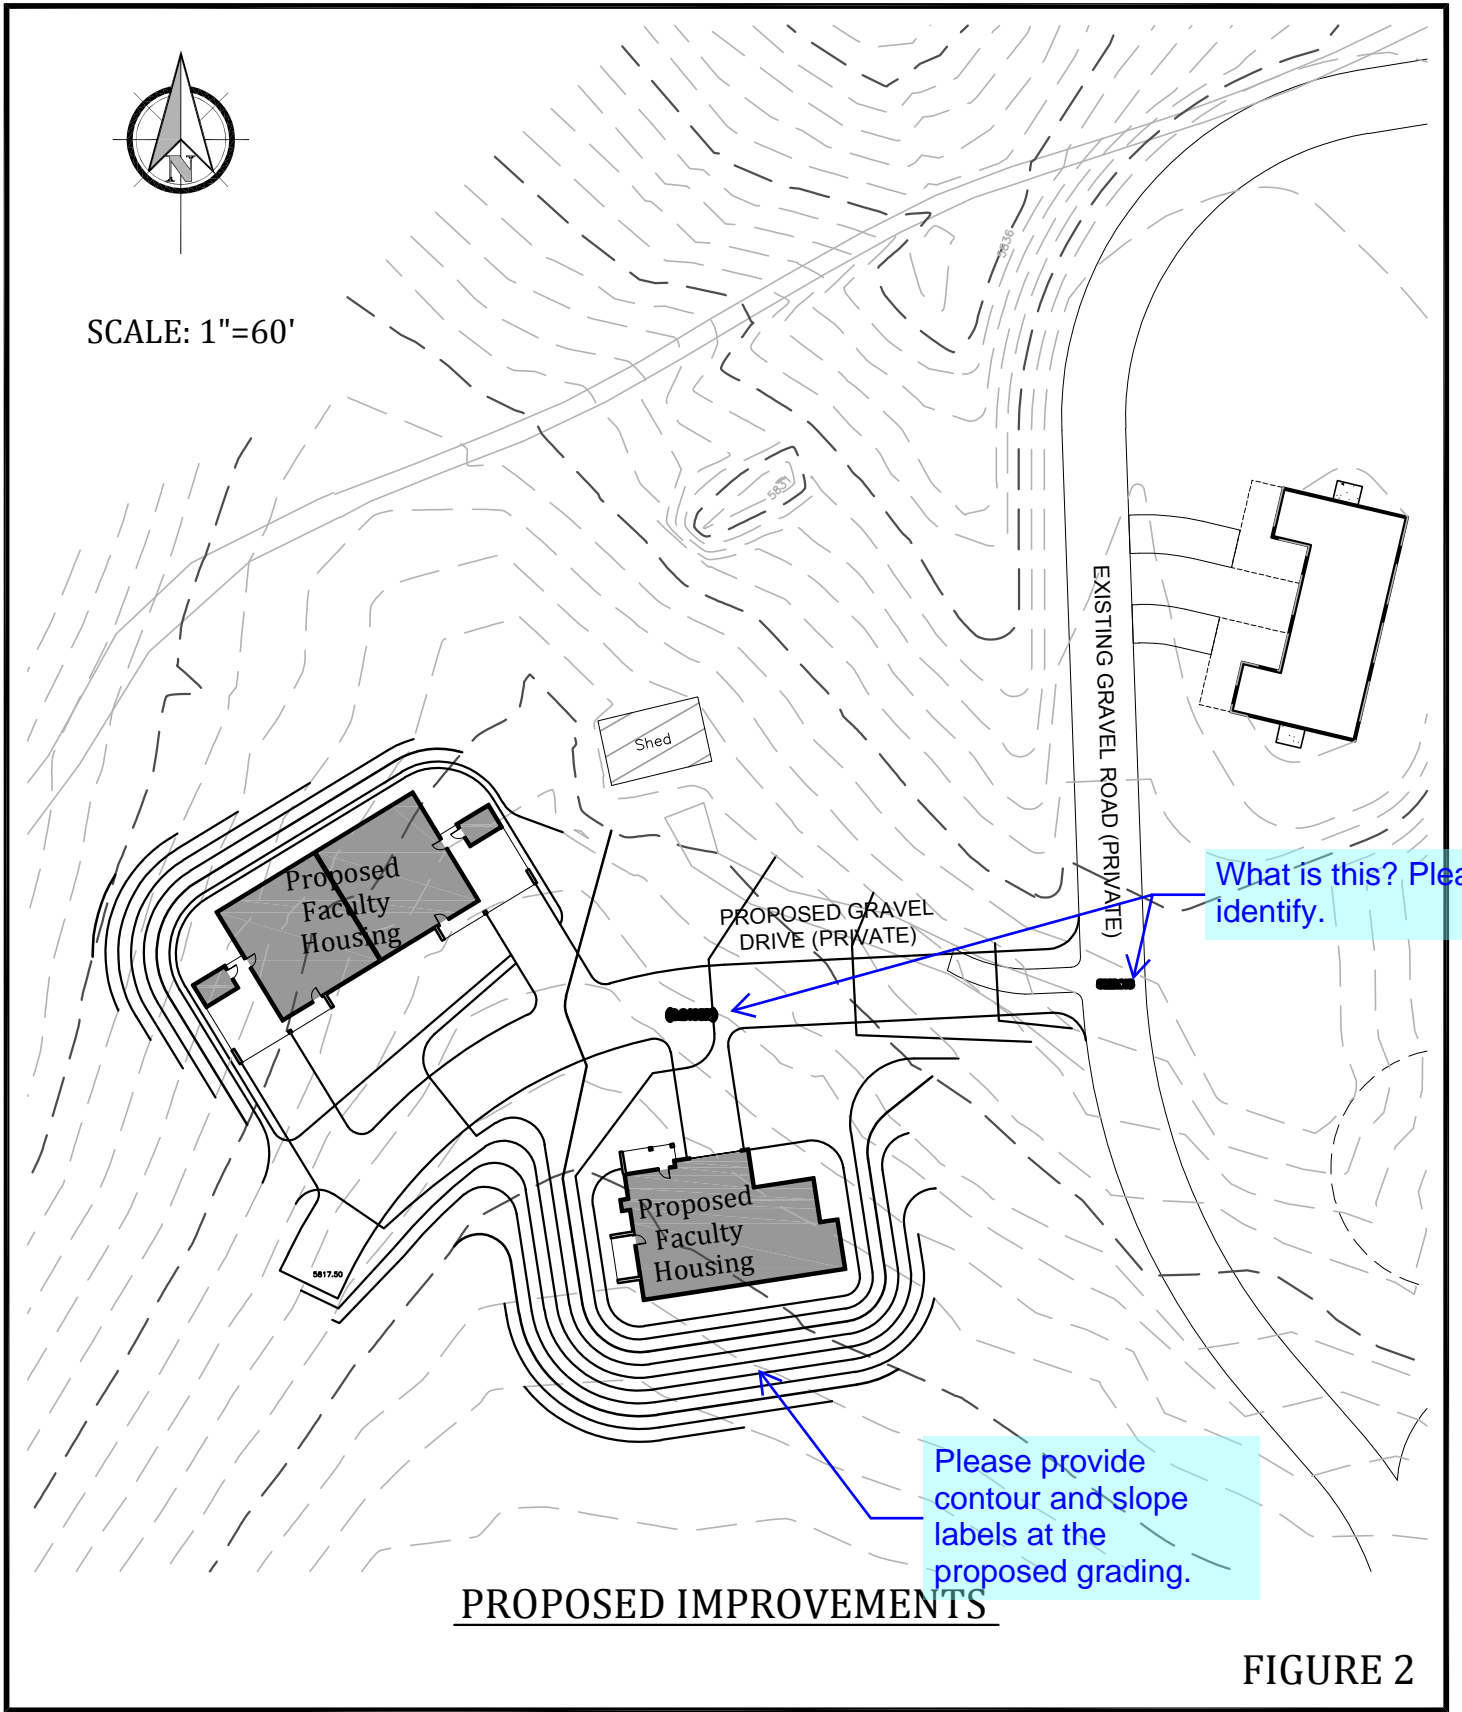 N
SCALE: 1"=60'
5836
5837
EXISTING GRAVEL ROAD (PRIVATE)
Shed
Proposed
Faculty
Housing
What is this?
identify.
PROPOSED GRAVEL
DRIVE (PRIVATE)
Proposed
Faculty
Housing
5817.50
Please provide
contour and slope
labels at the
proposed grading.
PROPOSED IMPROVEMENTS
FIGURE 2